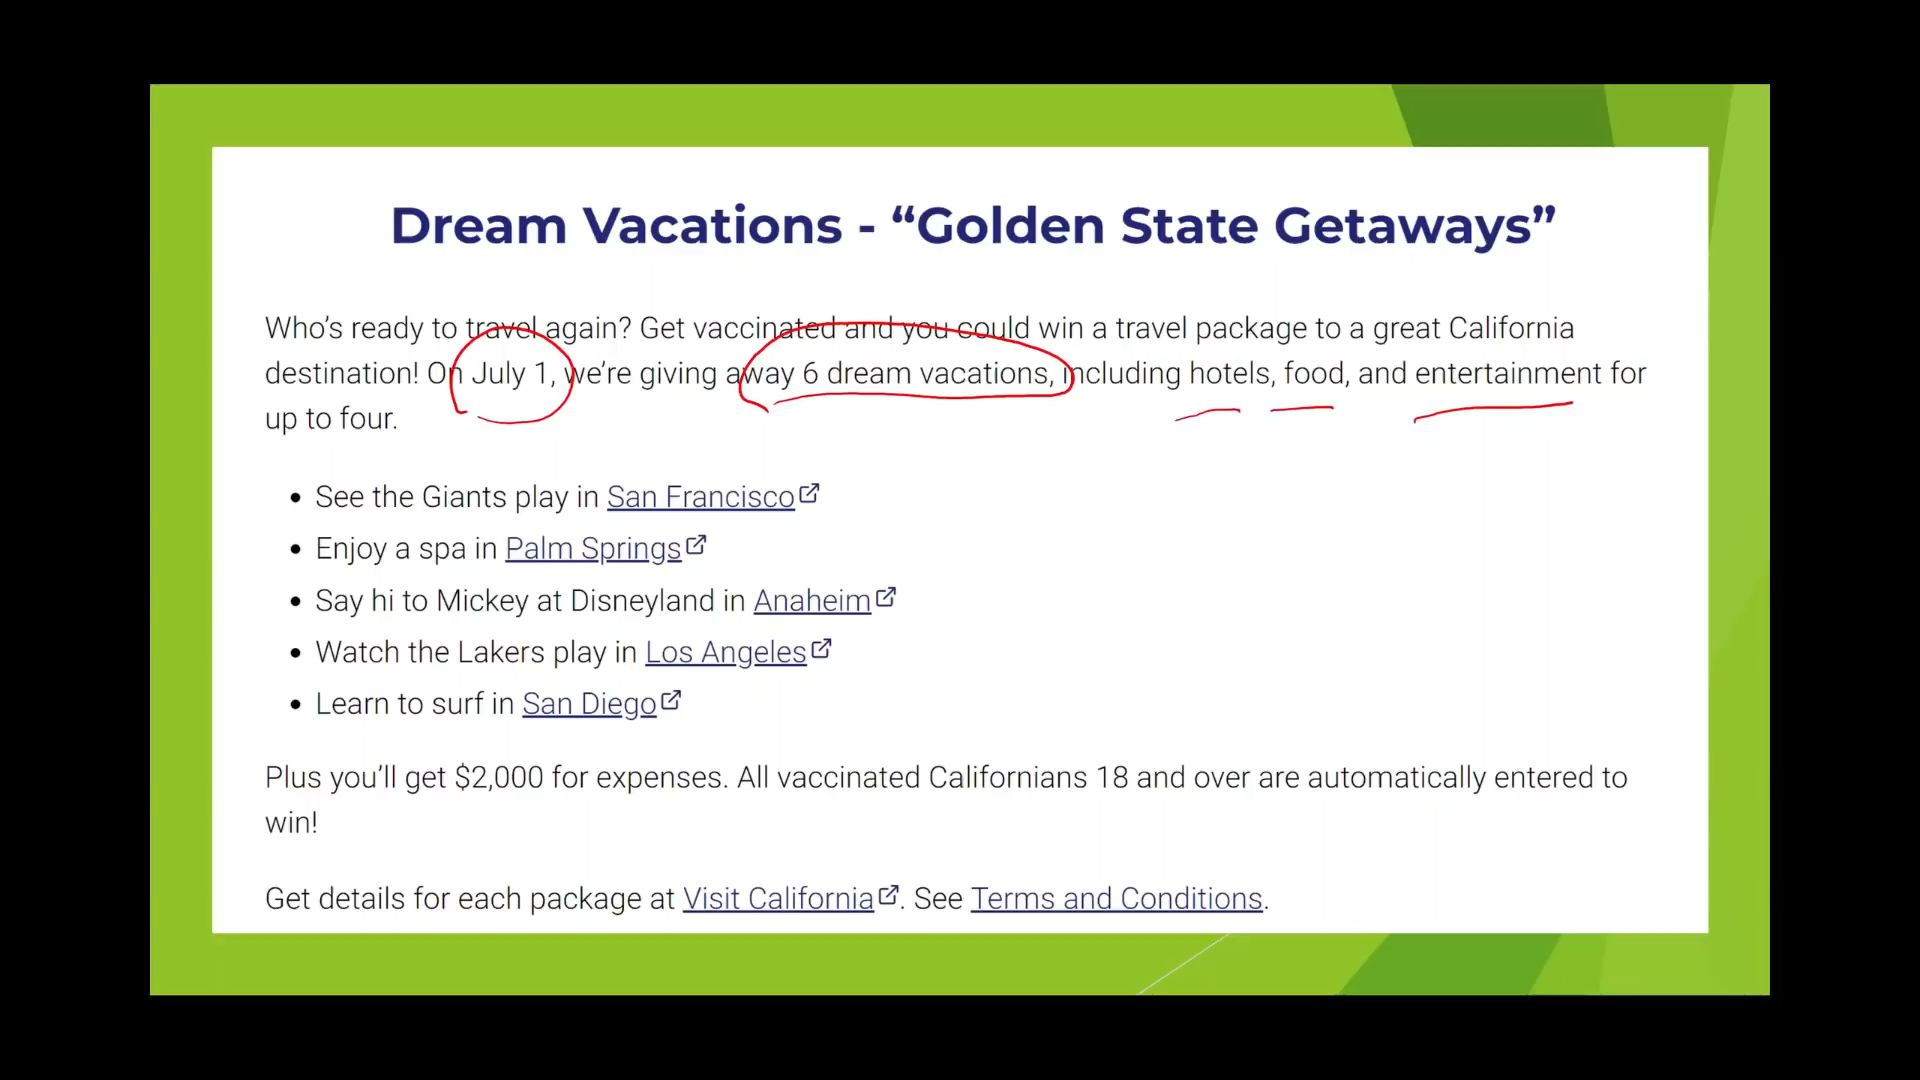 Dream Vacations - “Golden State Getaways”
Who’s ready to travel again? Get vaccinated and you could win a travel package to a great California
destination! On July 1, we’re giving away 6 dream vacations, including hotels, food, and entertainment for
up to four.
• See the Giants play in San Francisco
• Enjoy a spa in Palm Springs
• Say hi to Mickey at Disneyland in Anaheim
• Watch the Lakers play in Los Angeles
• Learn to surf in San Diego
Plus you’ll get $2,000 for expenses. All vaccinated Californians 18 and over are automatically entered to
win!
Get details for each package at Visit California. See Terms and Conditions.